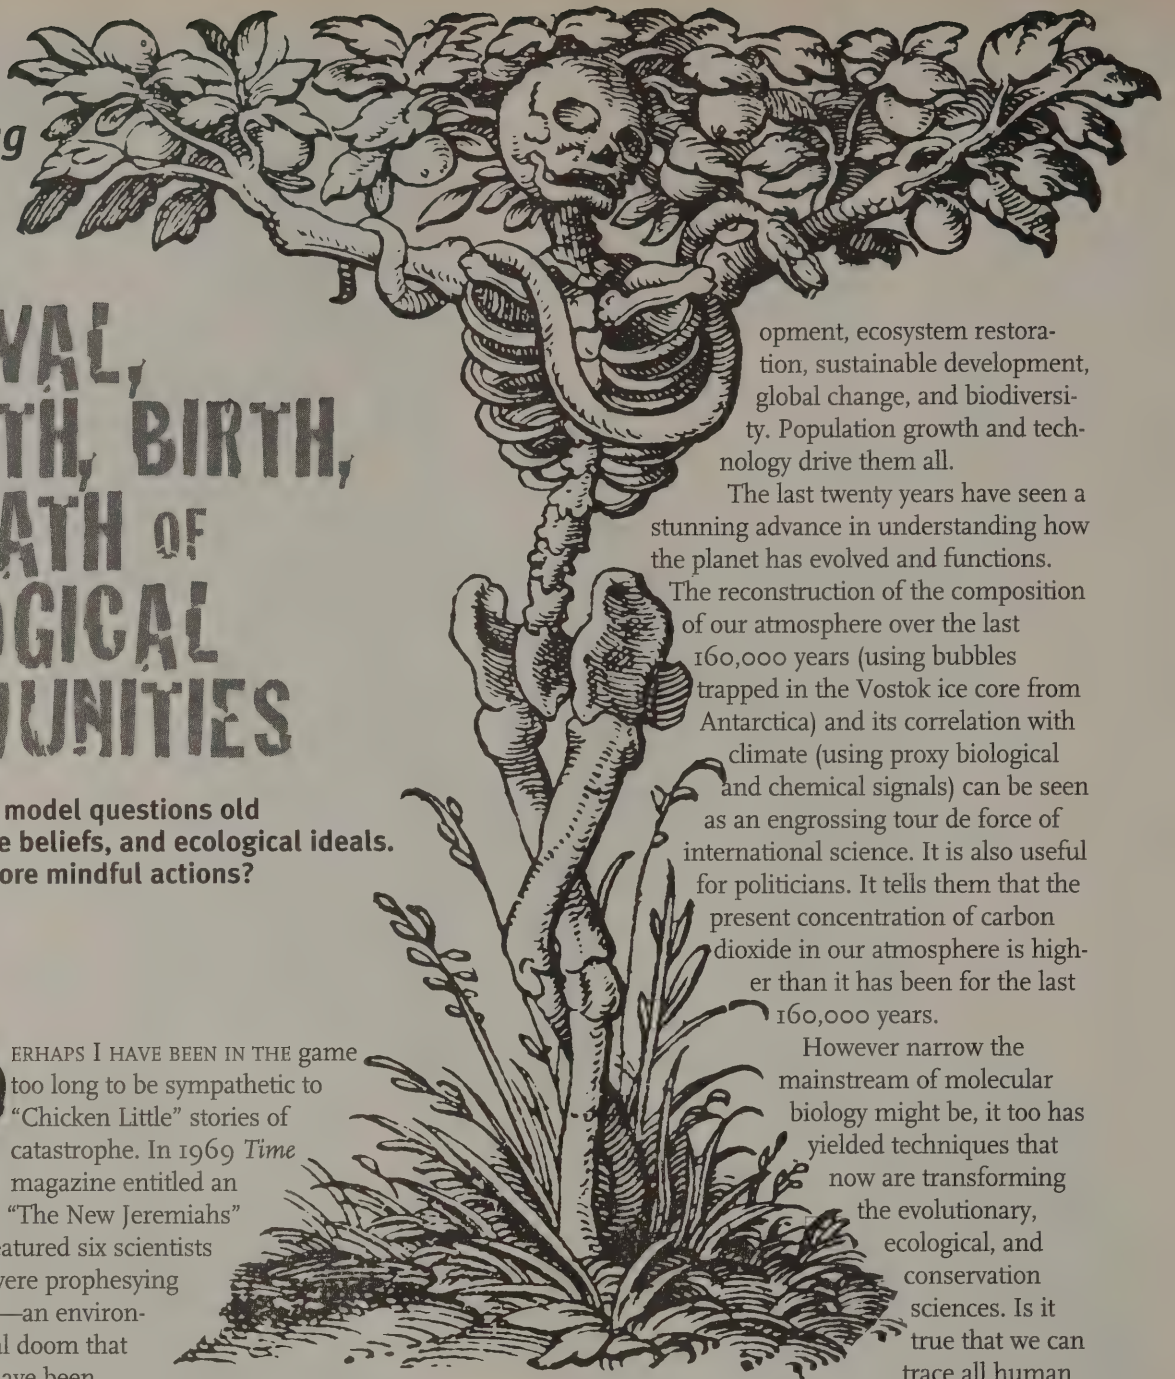 g
VAL,
TH, BIRTH,
ATH OF
OGICAL
UNITIES
model questions old
e beliefs, and ecological ideals.
ore mindful actions?
ERHAPS I HAVE BEEN IN THE game
too long to be sympathetic to
“Chicken Little” stories of
catastrophe. In 1969 Time
magazine entitled an
“The New Jeremiahs”
eatured six scientists
vere prophesying
—an environ-
l doom that
ave been
opment, ecosystem restora-
tion, sustainable development,
global change, and biodiversi-
ty. Population growth and tech-
nology drive them all.
The last twenty years have seen a
stunning advance in understanding how
the planet has evolved and functions.
The reconstruction of the composition
of our atmosphere over the last
160,000 years (using bubbles
trapped in the Vostok ice core from
Antarctica) and its correlation with
climate (using proxy biological
and chemical signals) can be seen
as an engrossing tour de force of
international science. It is also useful
for politicians. It tells them that the
present concentration of carbon
dioxide in our atmosphere is high-
er than it has been for the last
160,000 years.
However narrow the
mainstream of molecular
biology might be, it too has
yielded techniques that
now are transforming
the evolutionary,
ecological, and
conservation
sciences. Is it
true that we can
trace all human